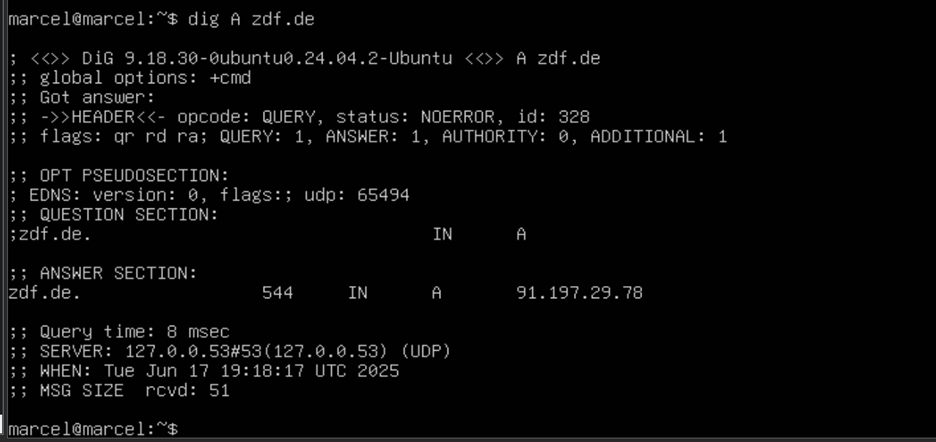 marcel@marcel:~$ dig A zdf.de

; <<>> DiG 9.18.30-0ubuntu0.24.04.2-Ubuntu <<>> A zdf.de
;; global options: +cmd
;; Got answer:
;; ->>HEADER<<- opcode: QUERY, status: NOERROR, id: 328
;; flags: qr rd ra; QUERY: 1, ANSWER: 1, AUTHORITY: 0, ADDITIONAL: 1

;; OPT PSEUDOSECTION:
; EDNS: version: 0, flags:; udp: 65494
;; QUESTION SECTION:
;zdf.de.				IN	A

;; ANSWER SECTION:
zdf.de.			544	IN	A	91.197.29.78

;; Query time: 8 msec
;; SERVER: 127.0.0.53#53(127.0.0.53) (UDP)
;; WHEN: Tue Jun 17 19:18:17 UTC 2025
;; MSG SIZE  rcvd: 51

marcel@marcel:~$